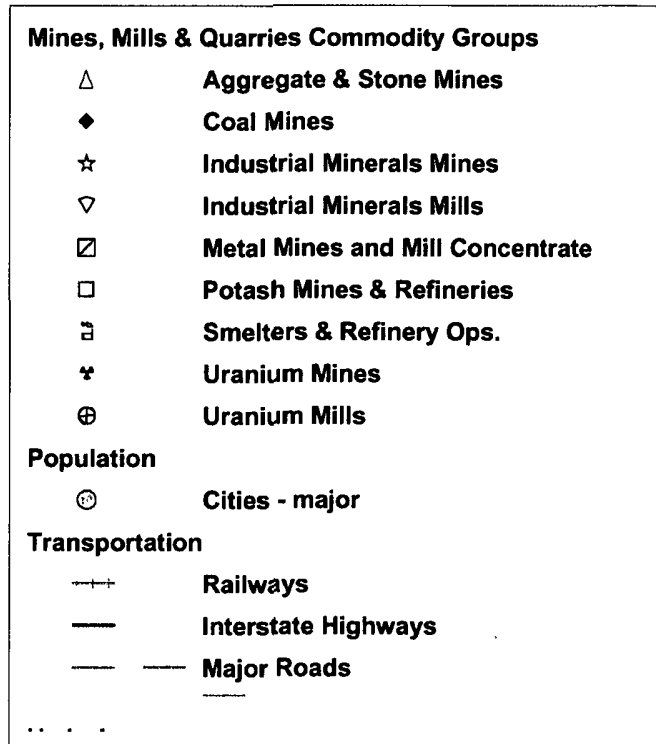 Mines, Mills & Quarries Commodity Groups
Aggregate & Stone Mines
Coal Mines
Industrial Minerals Mines
Industrial Minerals Mills
Metal Mines and Mill Concentrate
Potash Mines & Refineries
Smelters & Refinery Ops.
Uranium Mines
Uranium Mills
Population
Cities - major
Transportation
Railways
Interstate Highways
Major Roads